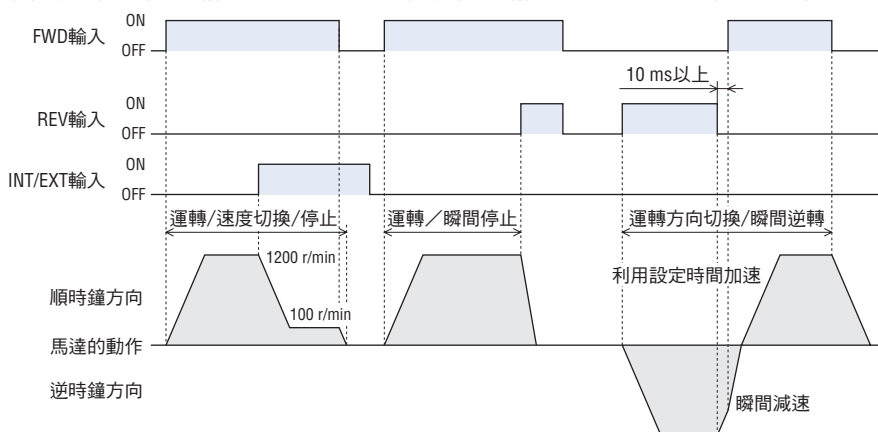 ON
FWD輸入
OFF
10 ms以上
ON
REV輸入
OFF
ON
INT/EXT輸入
OFF
運轉/速度切換/停止
運轉／瞬間停止
運轉方向切換/瞬間逆轉
1200 r/min
利用設定時間加速
順時鐘方向
100 r/min
馬達的動作
逆時鐘方向
瞬間減速